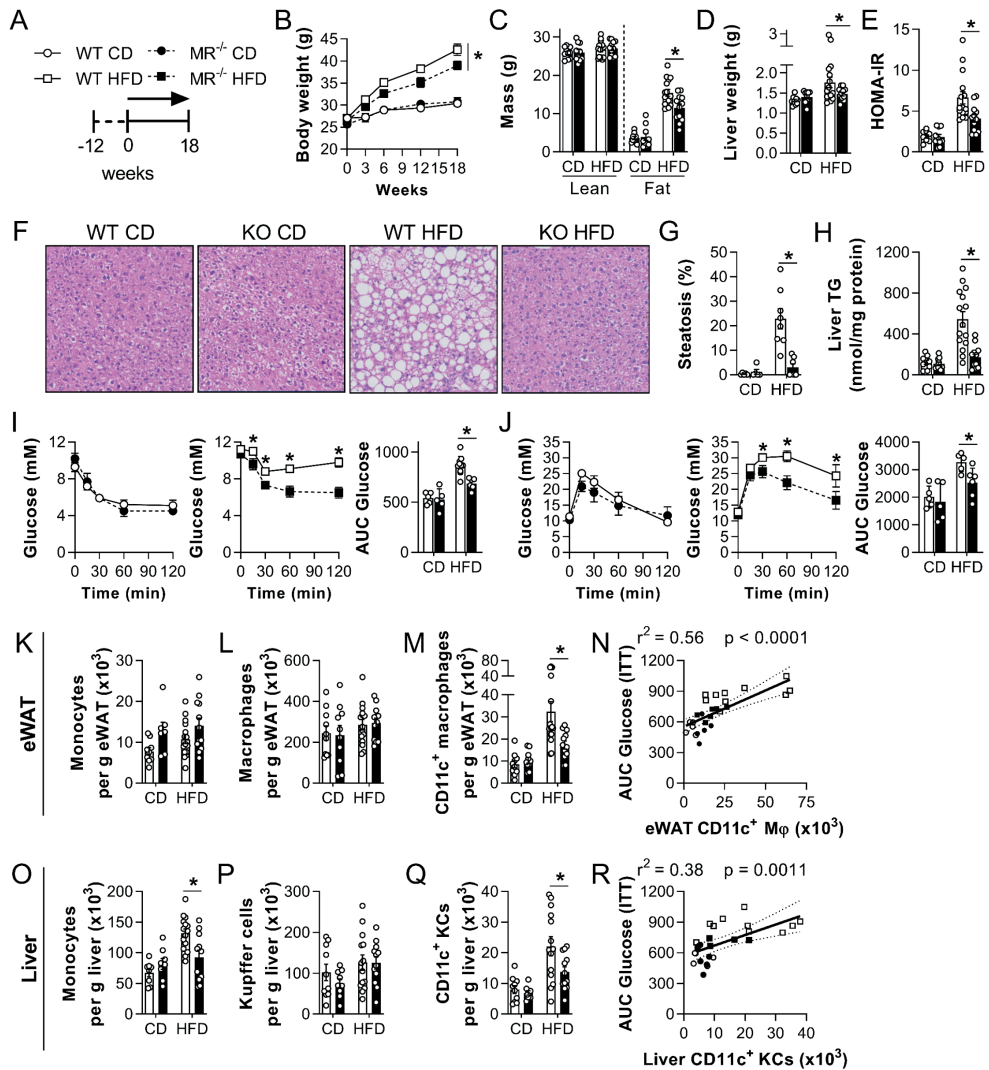 A
WT CD
MR-/- CD
WT HFD
MR-/- HFD
-12 0 18
weeks
B
Body weight (g)
45
40
35
30
25
20
0 3 6 9 12 15 18
Weeks
*
C
Mass (g)
30
20
10
0
*
CD HFD CD HFD
Lean Fat
D
Liver weight (g)
3
2.0
1.5
1.0
0.5
0.0
*
CD HFD
E
HOMA-IR
15
10
5
0
*
CD HFD
F
WT CD KO CD WT HFD KO HFD
G
Steatosis (%)
50
40
30
20
10
0
*
CD HFD
H
Liver TG
(nmol/mg protein)
1200
800
400
0
*
CD HFD
I
Glucose (mM)
12
8
4
0
0 30 60 90 120
Time (min)
Glucose (mM)
12
8
4
0
* * * *
0 30 60 90 120
Time (min)
AUC Glucose
1000
500
0
*
CD HFD
J
Glucose (mM)
35
30
25
20
15
10
5
0
0 30 60 90 120
Time (min)
Glucose (mM)
35
30
25
20
15
10
5
0
* * *
0 30 60 90 120
Time (min)
AUC Glucose
4000
3000
2000
1000
0
*
CD HFD
eWAT
K
Monocytes
per g eWAT (x10³)
30
20
10
0
CD HFD
L
Macrophages
per g eWAT (x10³)
600
400
200
0
CD HFD
M
CD11c⁺ macrophages
per g eWAT (x10³)
80
40
40
30
20
10
0
*
CD HFD
N
r² = 0.56 p < 0.0001
AUC Glucose (ITT)
1200
900
600
300
0
0 25 50 75
eWAT CD11c⁺ Mφ (x10³)
Liver
O
Monocytes
per g liver (x10³)
200
150
100
50
0
*
CD HFD
P
Kupffer cells
per g liver (x10³)
300
200
100
0
CD HFD
Q
CD11c⁺ KCs
per g liver (x10³)
40
30
20
10
0
*
CD HFD
R
r² = 0.38 p = 0.0011
AUC Glucose (ITT)
1200
900
600
300
0
0 10 20 30 40
Liver CD11c⁺ KCs (x10³)